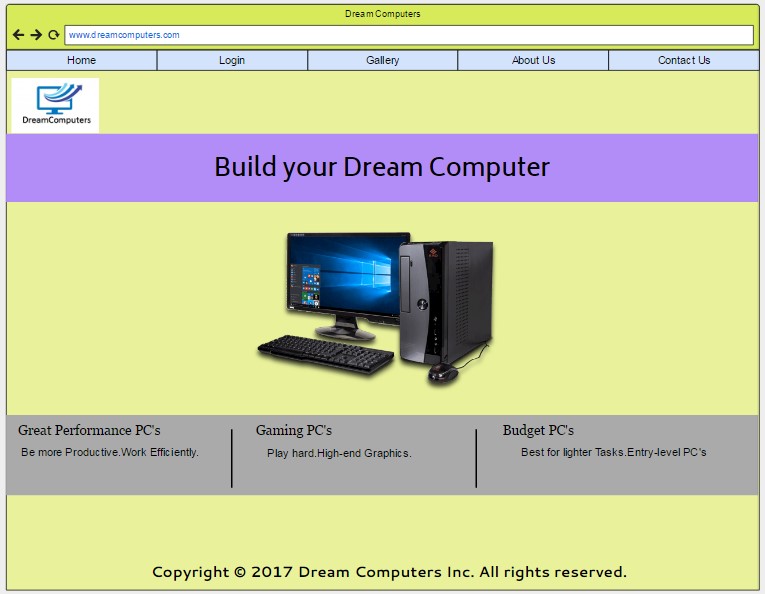 Dream Computers
www.dreamcomputers.com
Home Login Gallery About Us Contact Us
DreamComputers
Build your Dream Computer
Great Performance PC's Gaming PC's Budget PC's
Be more Productive.Work Efficiently. Play hard.High-end Graphics. Best for lighter Tasks.Entry-level PC's
Copyright © 2017 Dream Computers Inc. All rights reserved.